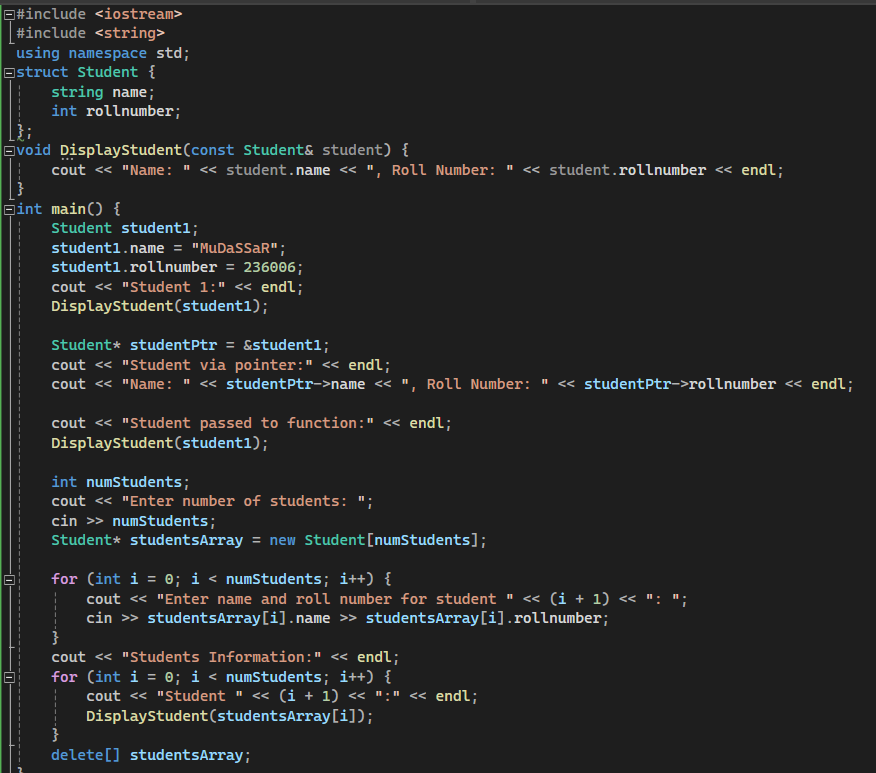 #include <iostream>
#include <string>
using namespace std;
struct Student {
    string name;
    int rollnumber;
};
void DisplayStudent(const Student& student) {
    cout << "Name: " << student.name << ", Roll Number: " << student.rollnumber << endl;
}
int main() {
    Student student1;
    student1.name = "MuDaSSaR";
    student1.rollnumber = 236006;
    cout << "Student 1:" << endl;
    DisplayStudent(student1);

    Student* studentPtr = &student1;
    cout << "Student via pointer:" << endl;
    cout << "Name: " << studentPtr->name << ", Roll Number: " << studentPtr->rollnumber << endl;

    cout << "Student passed to function:" << endl;
    DisplayStudent(student1);

    int numStudents;
    cout << "Enter number of students: ";
    cin >> numStudents;
    Student* studentsArray = new Student[numStudents];

    for (int i = 0; i < numStudents; i++) {
        cout << "Enter name and roll number for student " << (i + 1) << ": ";
        cin >> studentsArray[i].name >> studentsArray[i].rollnumber;
    }
    cout << "Students Information:" << endl;
    for (int i = 0; i < numStudents; i++) {
        cout << "Student " << (i + 1) << ":" << endl;
        DisplayStudent(studentsArray[i]);
    }
    delete[] studentsArray;
}